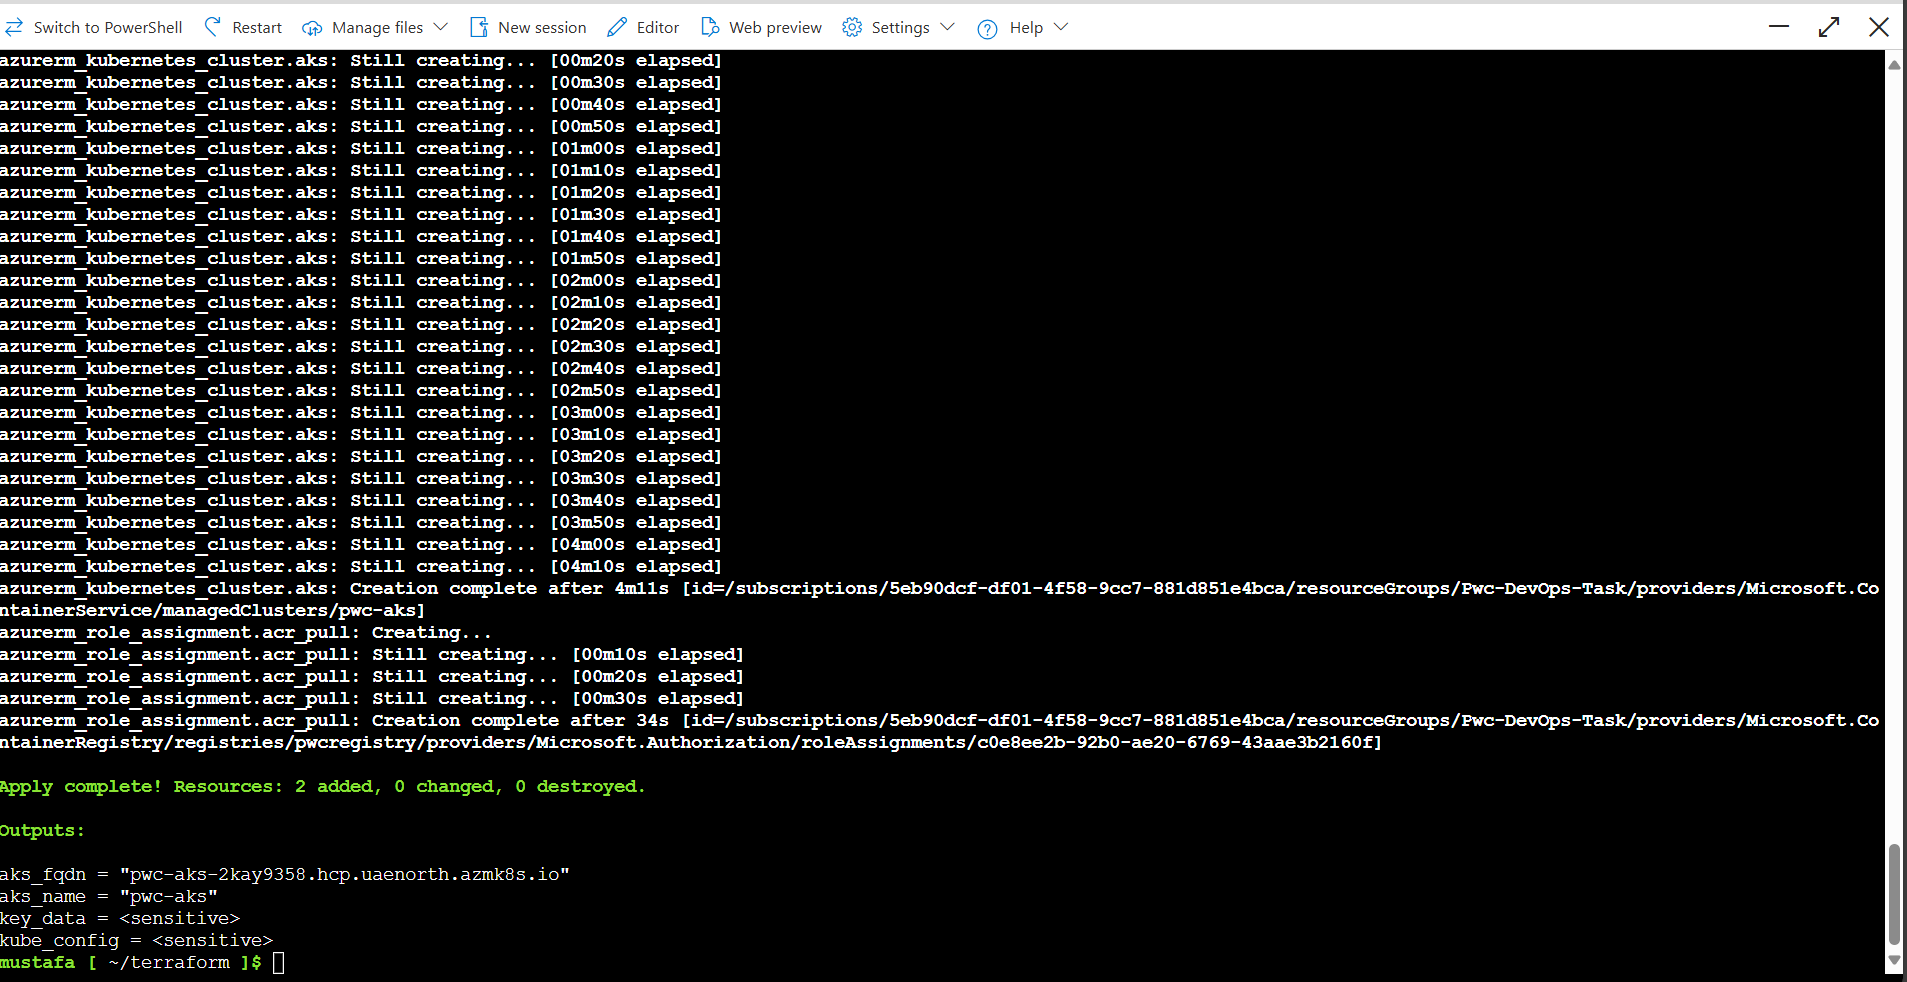 Switch to PowerShell Restart Manage files New session Editor Web preview Settings Help
azurerm_kubernetes_cluster.aks: Still creating... [00m20s elapsed]
azurerm_kubernetes_cluster.aks: Still creating... [00m30s elapsed]
azurerm_kubernetes_cluster.aks: Still creating... [00m40s elapsed]
azurerm_kubernetes_cluster.aks: Still creating... [00m50s elapsed]
azurerm_kubernetes_cluster.aks: Still creating... [01m00s elapsed]
azurerm_kubernetes_cluster.aks: Still creating... [01m10s elapsed]
azurerm_kubernetes_cluster.aks: Still creating... [01m20s elapsed]
azurerm_kubernetes_cluster.aks: Still creating... [01m30s elapsed]
azurerm_kubernetes_cluster.aks: Still creating... [01m40s elapsed]
azurerm_kubernetes_cluster.aks: Still creating... [01m50s elapsed]
azurerm_kubernetes_cluster.aks: Still creating... [02m00s elapsed]
azurerm_kubernetes_cluster.aks: Still creating... [02m10s elapsed]
azurerm_kubernetes_cluster.aks: Still creating... [02m20s elapsed]
azurerm_kubernetes_cluster.aks: Still creating... [02m30s elapsed]
azurerm_kubernetes_cluster.aks: Still creating... [02m40s elapsed]
azurerm_kubernetes_cluster.aks: Still creating... [02m50s elapsed]
azurerm_kubernetes_cluster.aks: Still creating... [03m00s elapsed]
azurerm_kubernetes_cluster.aks: Still creating... [03m10s elapsed]
azurerm_kubernetes_cluster.aks: Still creating... [03m20s elapsed]
azurerm_kubernetes_cluster.aks: Still creating... [03m30s elapsed]
azurerm_kubernetes_cluster.aks: Still creating... [03m40s elapsed]
azurerm_kubernetes_cluster.aks: Still creating... [03m50s elapsed]
azurerm_kubernetes_cluster.aks: Still creating... [04m00s elapsed]
azurerm_kubernetes_cluster.aks: Still creating... [04m10s elapsed]
azurerm_kubernetes_cluster.aks: Creation complete after 4m11s [id=/subscriptions/5eb90dcf-df01-4f58-9cc7-881d851e4bca/resourceGroups/Pwc-DevOps-Task/providers/Microsoft.Co
ntainerService/managedClusters/pwc-aks]
azurerm_role_assignment.acr_pull: Creating...
azurerm_role_assignment.acr_pull: Still creating... [00m10s elapsed]
azurerm_role_assignment.acr_pull: Still creating... [00m20s elapsed]
azurerm_role_assignment.acr_pull: Still creating... [00m30s elapsed]
azurerm_role_assignment.acr_pull: Creation complete after 34s [id=/subscriptions/5eb90dcf-df01-4f58-9cc7-881d851e4bca/resourceGroups/Pwc-DevOps-Task/providers/Microsoft.Co
ntainerRegistry/registries/pwcregistry/providers/Microsoft.Authorization/roleAssignments/c0e8ee2b-92b0-ae20-6769-43aae3b2160f]
Apply complete! Resources: 2 added, 0 changed, 0 destroyed.
Outputs:
aks_fqdn = "pwc-aks-2kay9358.hcp.uaenorth.azmk8s.io"
aks_name = "pwc-aks"
key_data = <sensitive>
kube_config = <sensitive>
mustafa [ ~/terraform ]$